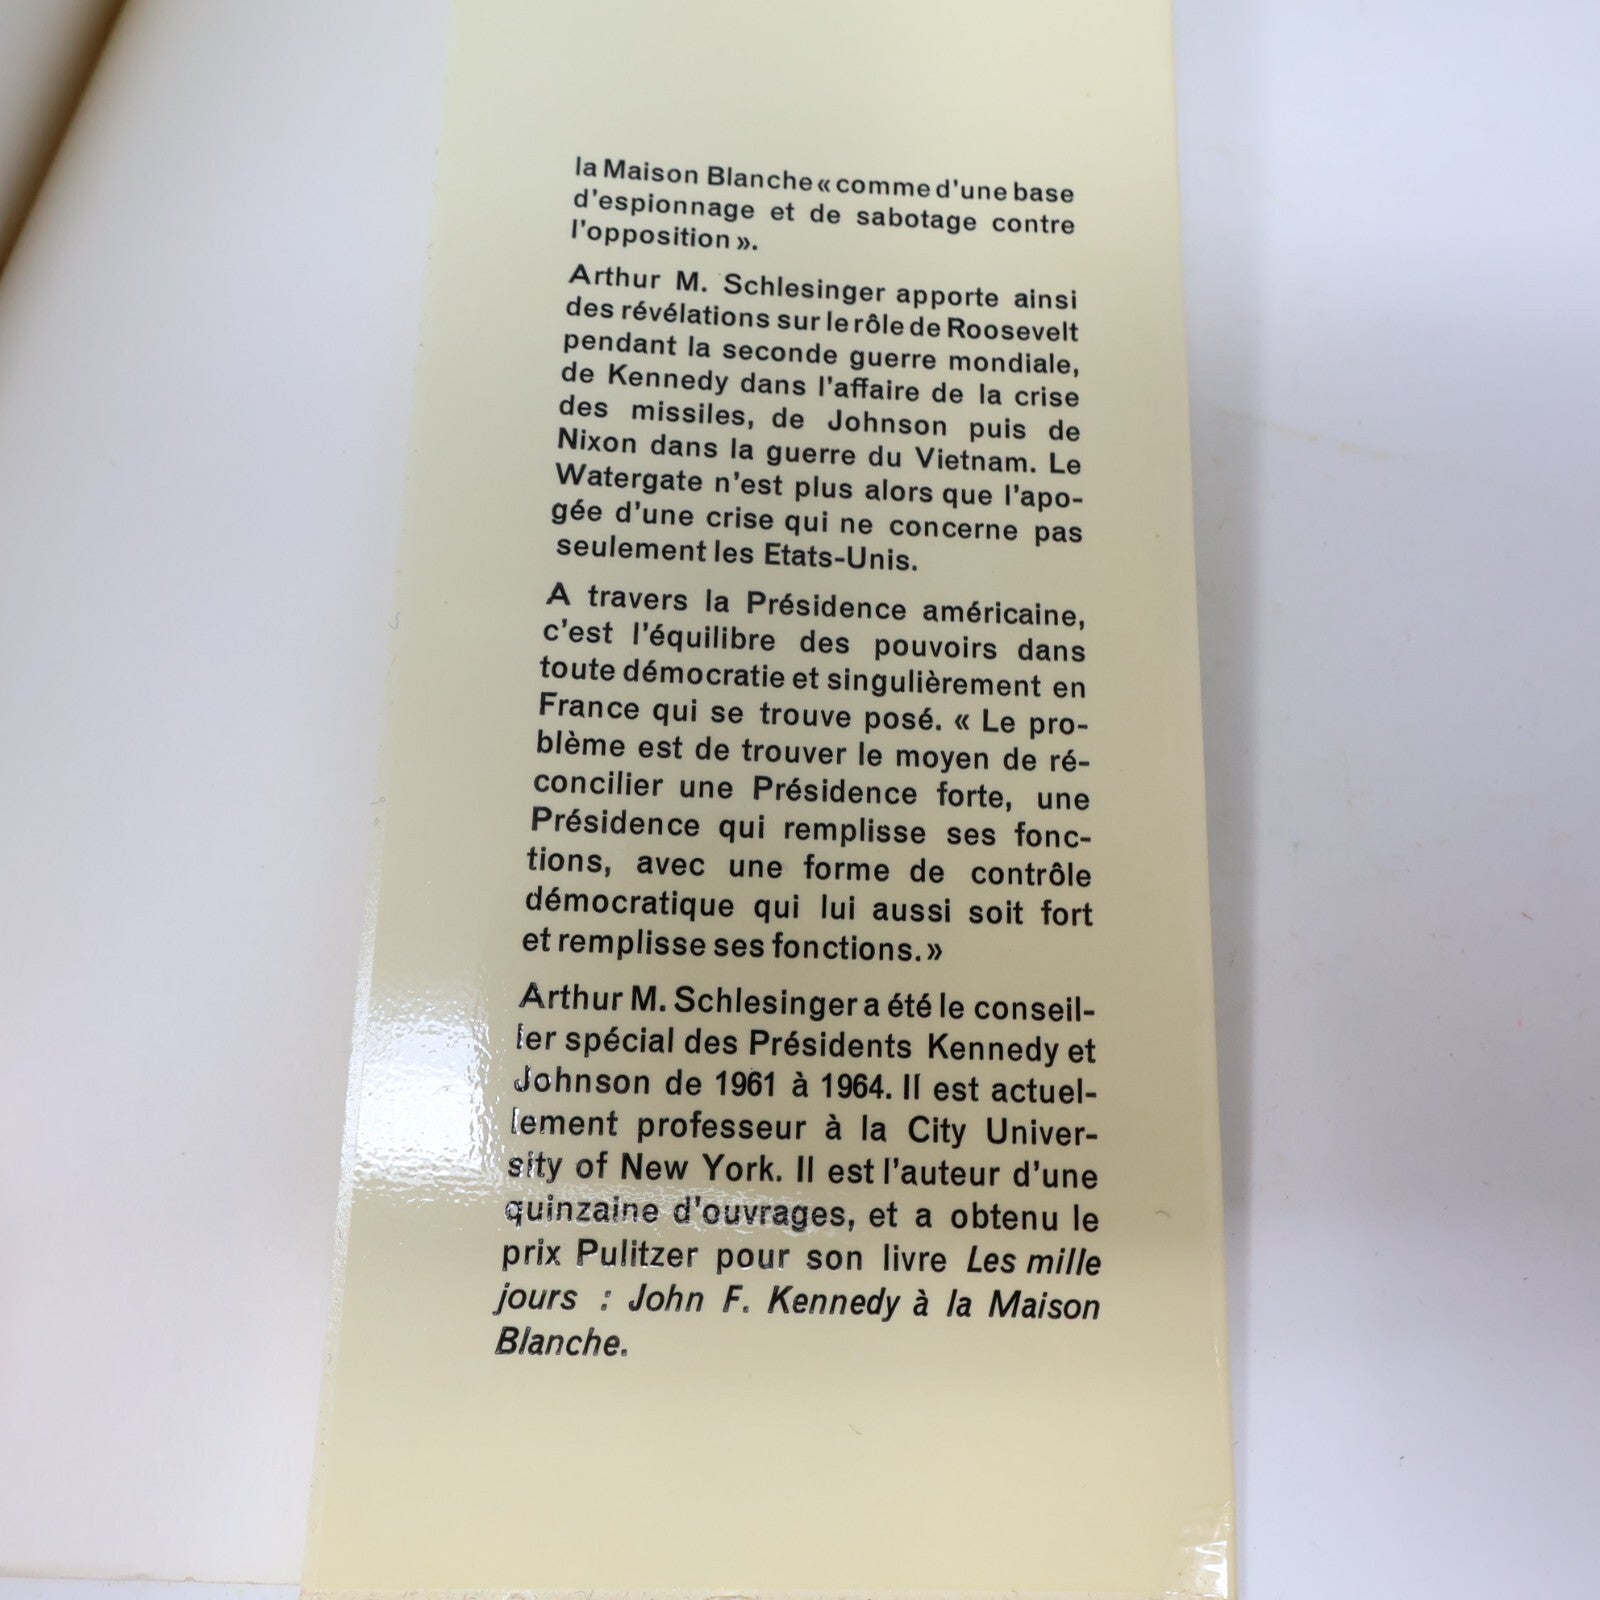 la Maison Blanche « comme d'une base
d'espionnage et de sabotage contre
l'opposition ».
Arthur M. Schlesinger apporte ainsi
des révélations sur le rôle de Roosevelt
pendant la seconde guerre mondiale,
de Kennedy dans l'affaire de la crise
des missiles, de Johnson puis de
Nixon dans la guerre du Vietnam. Le
Watergate n'est plus alors que l'apo-
gée d'une crise qui ne concerne pas
seulement les Etats-Unis.
A travers la Présidence américaine,
c'est l'équilibre des pouvoirs dans
toute démocratie et singulièrement en
France qui se trouve posé. « Le pro-
blème est de trouver le moyen de ré-
concilier une Présidence forte, une
Présidence qui remplisse ses fonc-
tions, avec une forme de contrôle
démocratique qui lui aussi soit fort
et remplisse ses fonctions. »
Arthur M. Schlesinger a été le conseil-
ler spécial des Présidents Kennedy et
Johnson de 1961 à 1964. Il est actuel-
lement professeur à la City Univer-
sity of New York. Il est l'auteur d'une
quinzaine d'ouvrages, et a obtenu le
prix Pulitzer pour son livre Les mille
jours : John F. Kennedy à la Maison
Blanche.